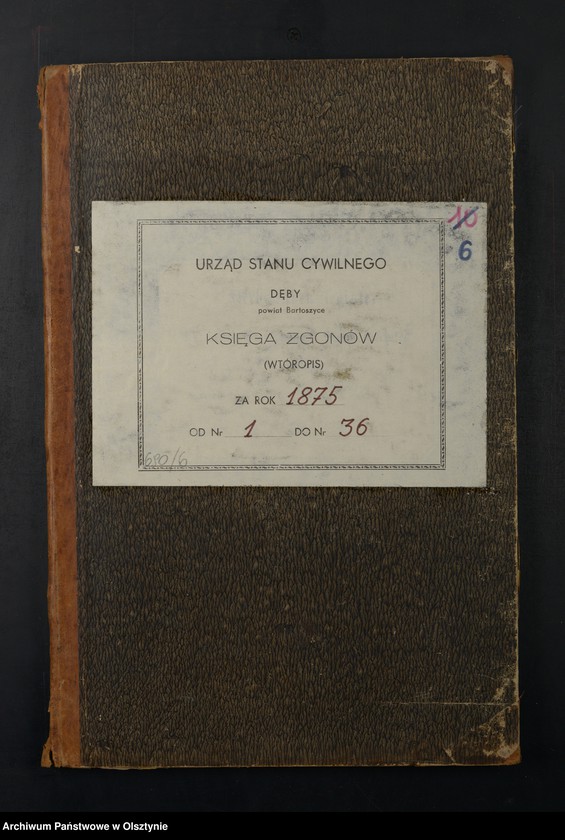 10
6
URZĄD STANU CYWILNEGO
DĘBY
powiat Bartoszyce
KSIĘGA ZGONÓW
(WTÓROPIS)
ZA ROK 1875
OD Nr 1 DO Nr 36
690/6
Archiwum Państwowe w Olsztynie